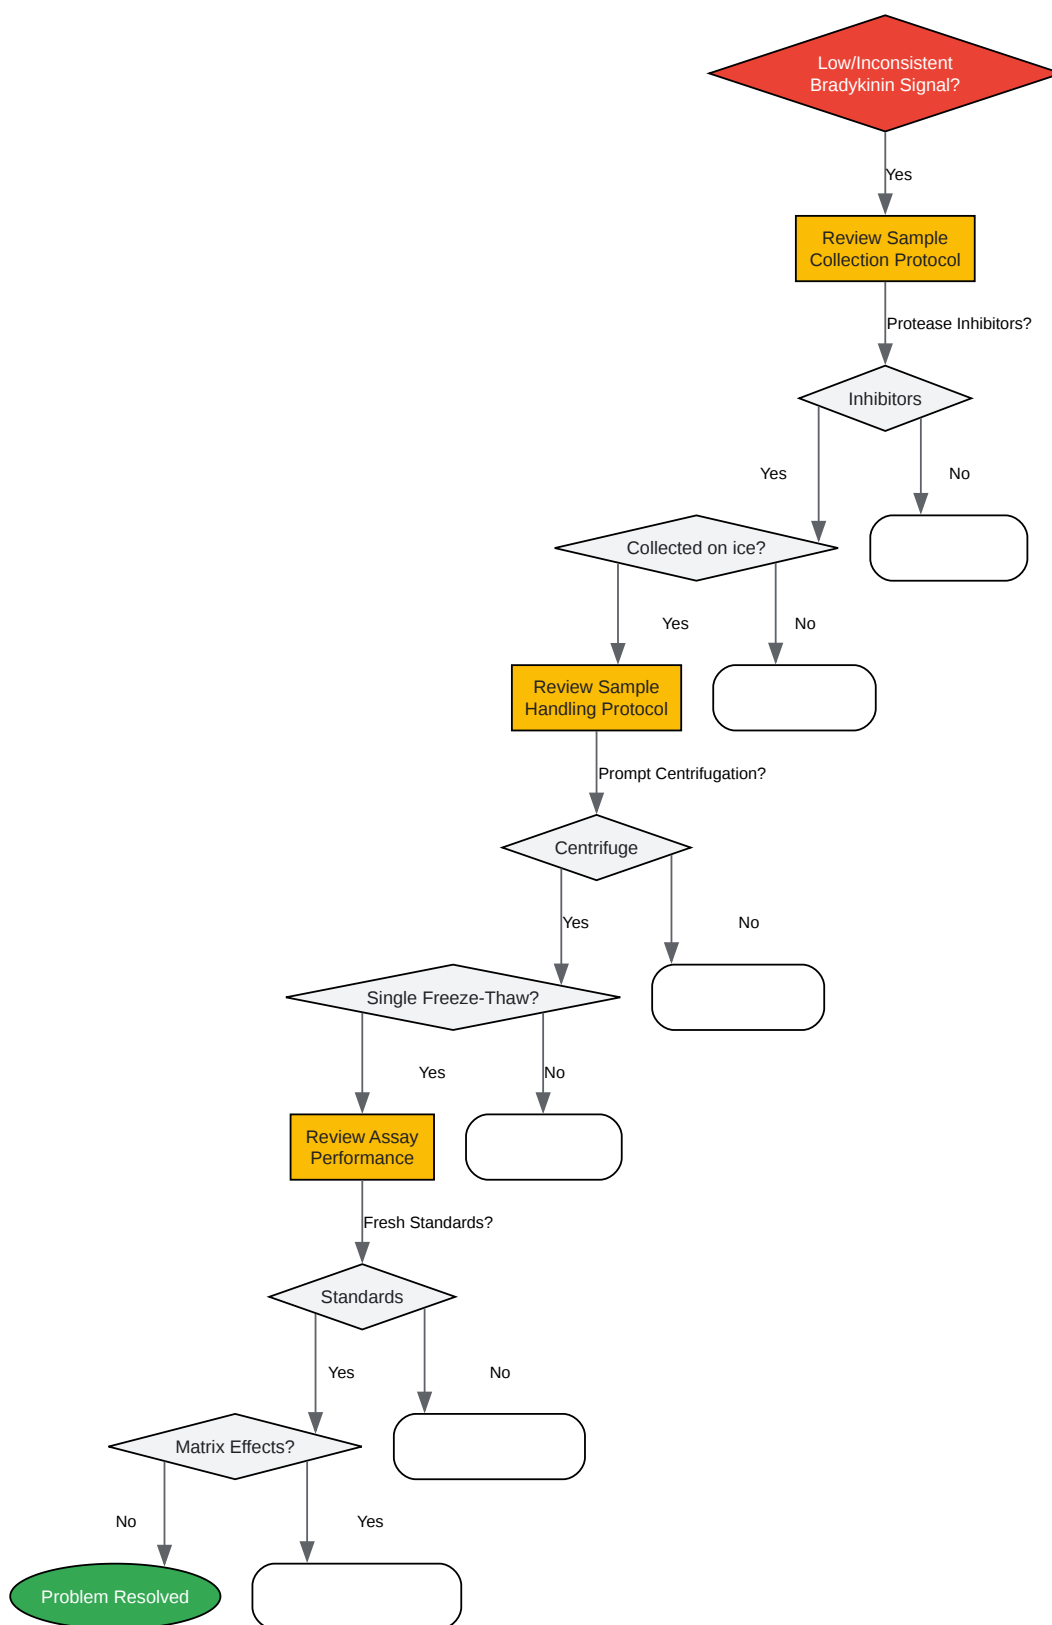 Low/Inconsistent
Bradykinin Signal?
Yes
Review Sample
Collection Protocol
Protease Inhibitors?
Inhibitors
Yes
No
Collected on ice?
Yes
No
Review Sample
Handling Protocol
Prompt Centrifugation?
Centrifuge
Yes
No
Single Freeze-Thaw?
Yes
No
Review Assay
Performance
Fresh Standards?
Standards
Yes
No
Matrix Effects?
No
Yes
Problem Resolved